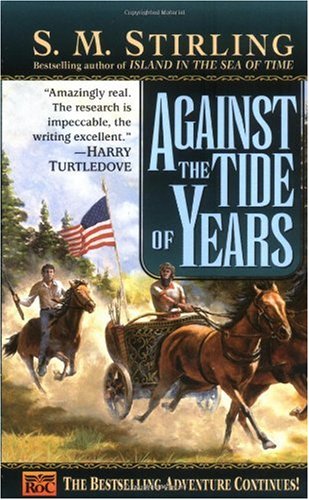 S. M. STIRLING
Bestselling author of ISLAND IN THE SEA OF TIME
"Amazingly real.
The research is
impeccable, the
writing excellent."
—HARRY
TURTLEDOVE
AGAINST
THE
TIDE
OF
YEARS
ROC
THE BESTSELLING ADVENTURE CONTINUES!